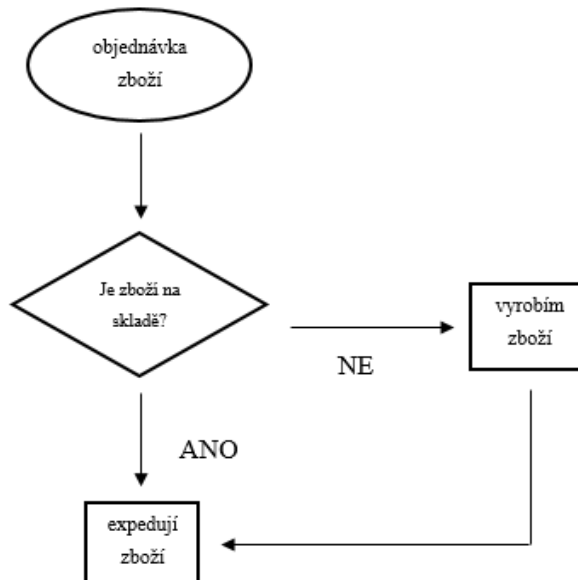 objednávka
zboží
Je zboží na
skladě?
vyrobím
zboží
NE
ANO
expedují
zboží